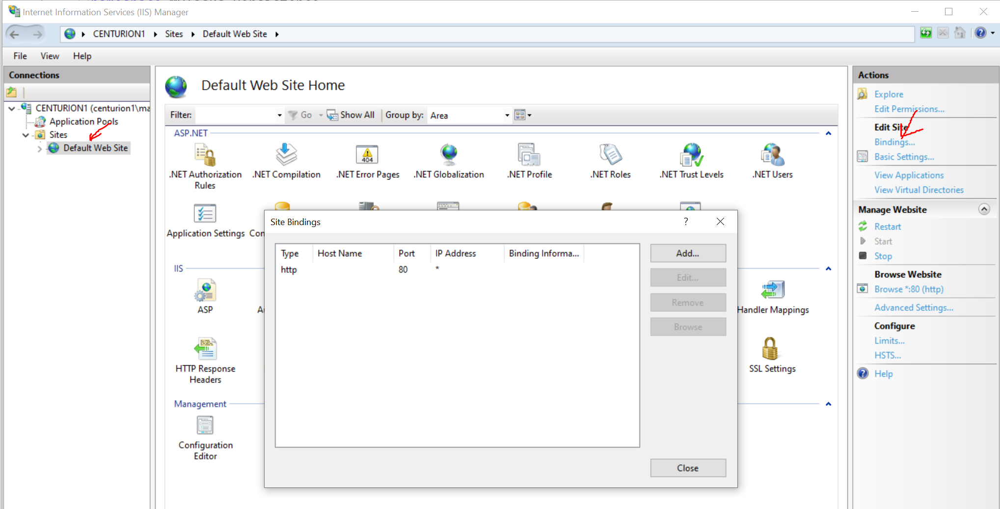 Internet Information Services (IIS) Manager
CENTURION1 Sites Default Web Site
File View Help
Connections
CENTURION1 (centurion1\ma
Application Pools
Sites
Default Web Site
Default Web Site Home
Filter: Go Show All Group by: Area
ASP.NET
.NET Authorization Rules
.NET Compilation
.NET Error Pages
404
.NET Globalization
.NET Profile
.NET Roles
.NET Trust Levels
.NET Users
Application Settings
Con
IIS
ASP
Au
Handler Mappings
HTTP Response Headers
SSL Settings
Management
Configuration Editor
Site Bindings
?
Type Host Name Port IP Address Binding Informa...
http 80 *
Add...
Edit...
Remove
Browse
Close
Actions
Explore
Edit Permissions...
Edit Site
Bindings...
Basic Settings...
View Applications
View Virtual Directories
Manage Website
Restart
Start
Stop
Browse Website
Browse *:80 (http)
Advanced Settings...
Configure
Limits...
HSTS...
Help